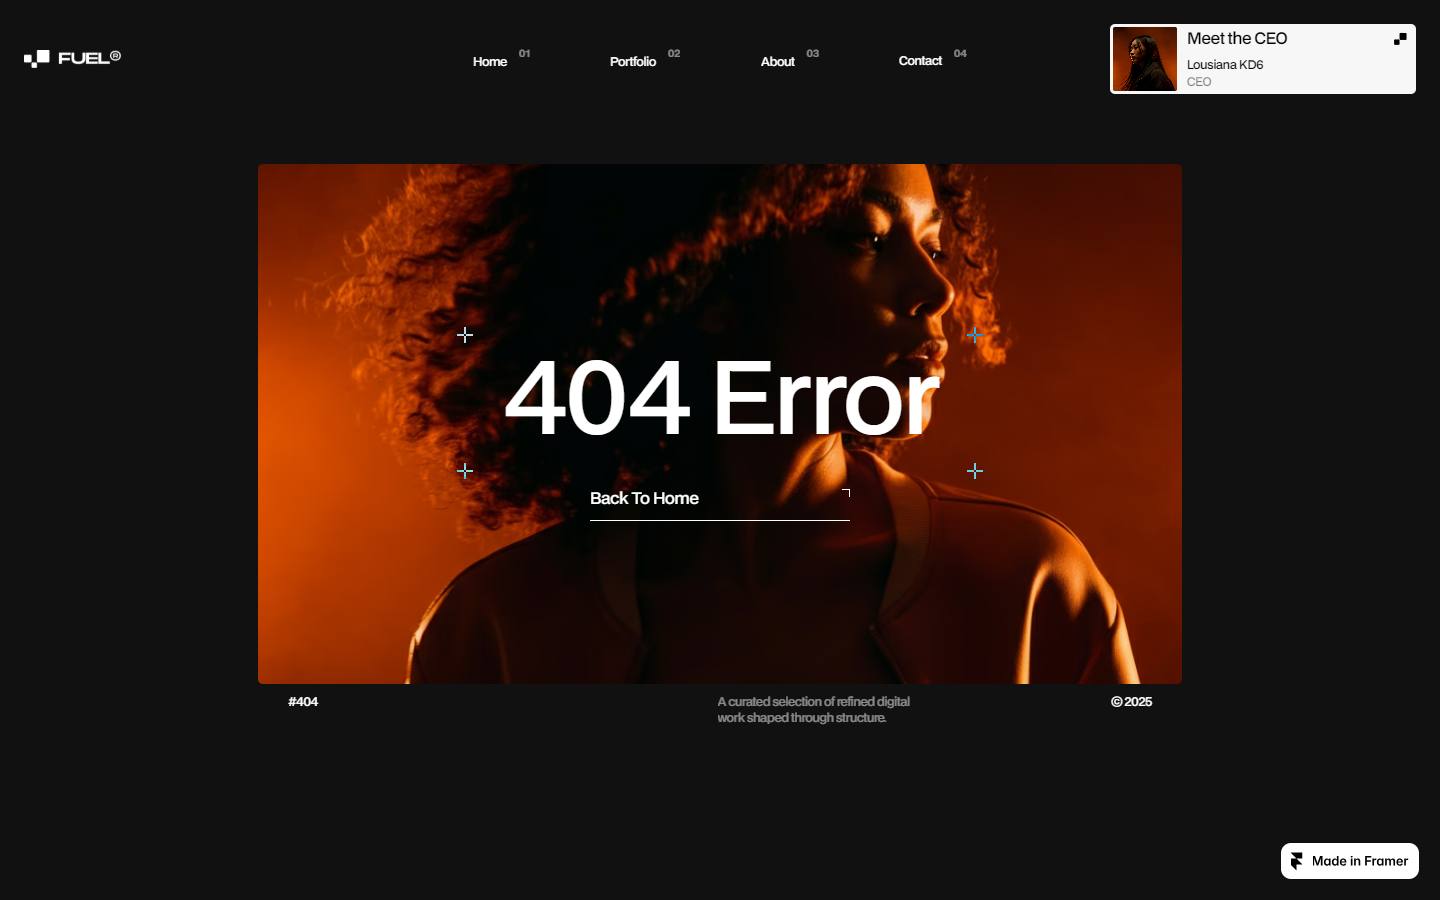 FUEL®
Home 01
Portfolio 02
About 03
Contact 04
Meet the CEO
Lousiana KD6
CEO
404 Error
Back To Home
#404
A curated selection of refined digital
work shaped through structure.
© 2025
Made in Framer